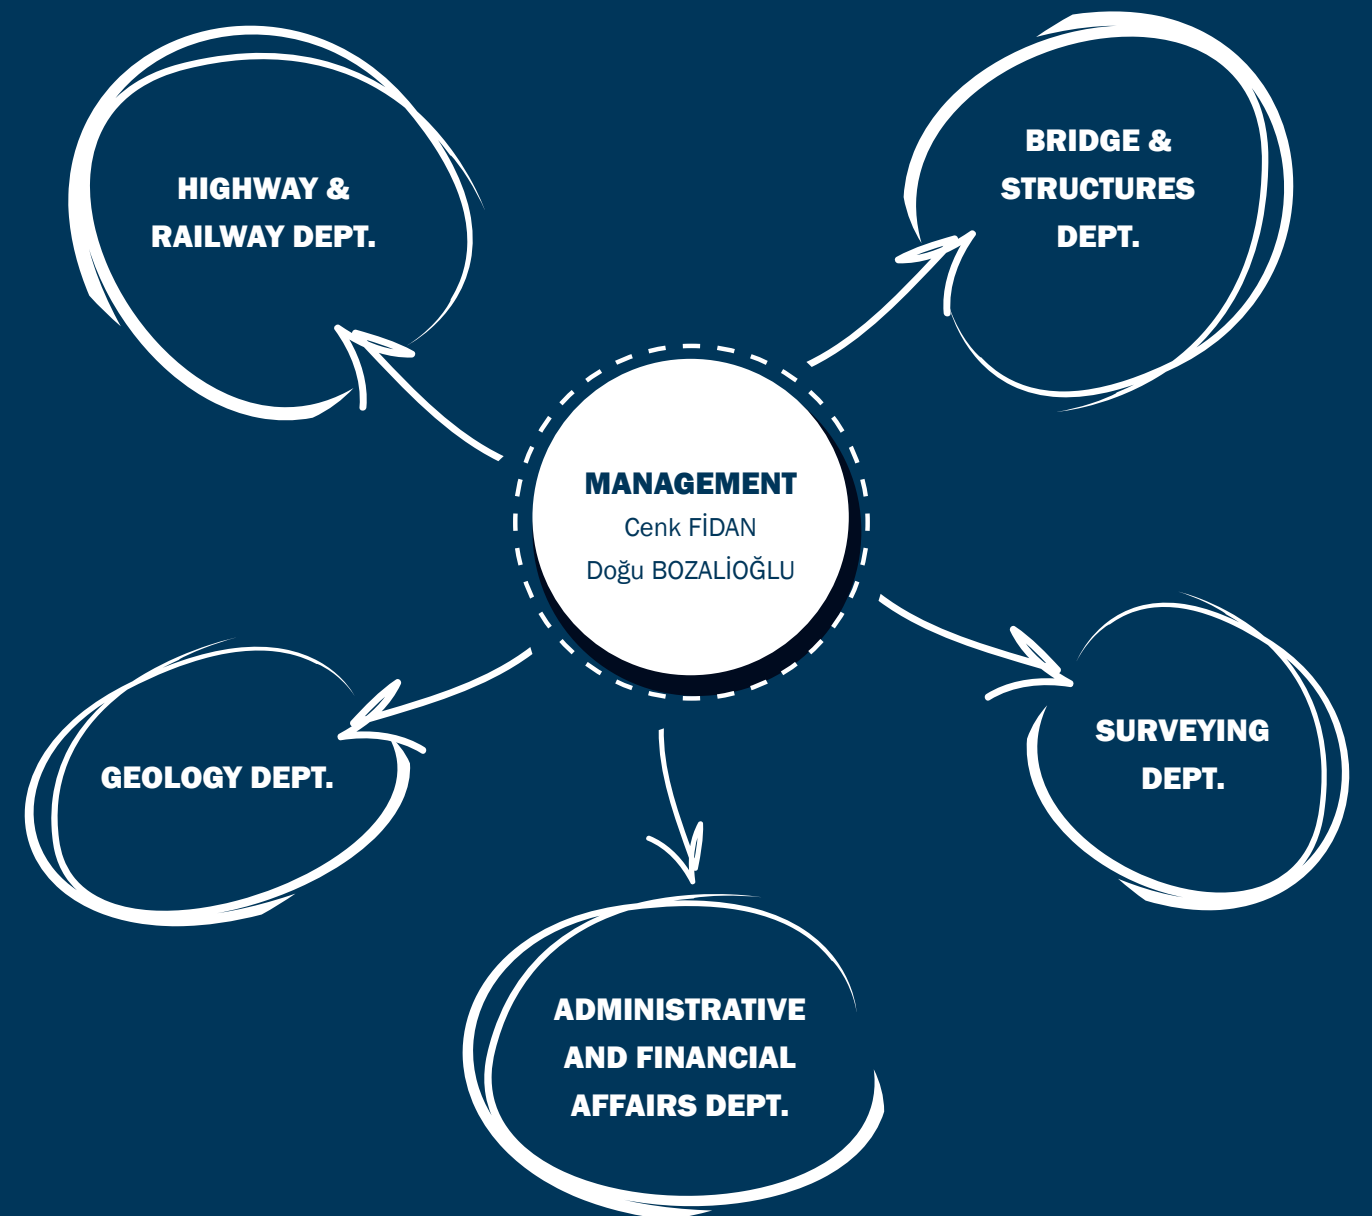 HIGHWAY &
RAILWAY DEPT.
BRIDGE &
STRUCTURES
DEPT.
MANAGEMENT
Cenk FİDAN
Doğu BOZALİOĞLU
GEOLOGY DEPT.
SURVEYING
DEPT.
ADMINISTRATIVE
AND FINANCIAL
AFFAIRS DEPT.